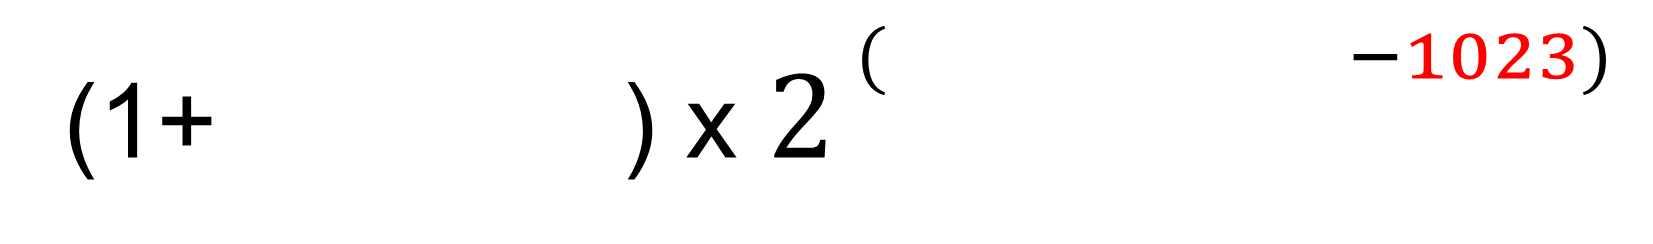 (1+ ) x 2^( −1023)